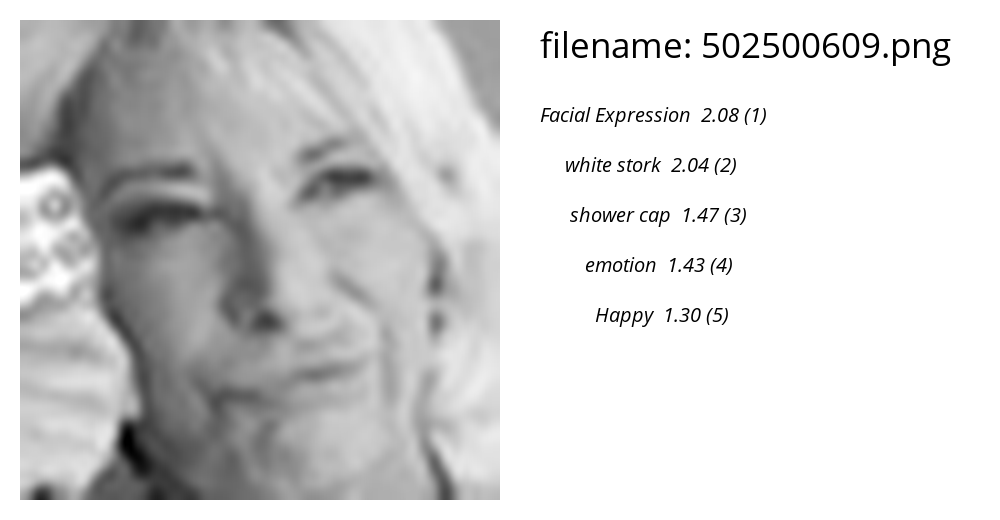 filename: 502500609.png
Facial Expression 2.08 (1)
white stork 2.04 (2)
shower cap 1.47 (3)
emotion 1.43 (4)
Happy 1.30 (5)